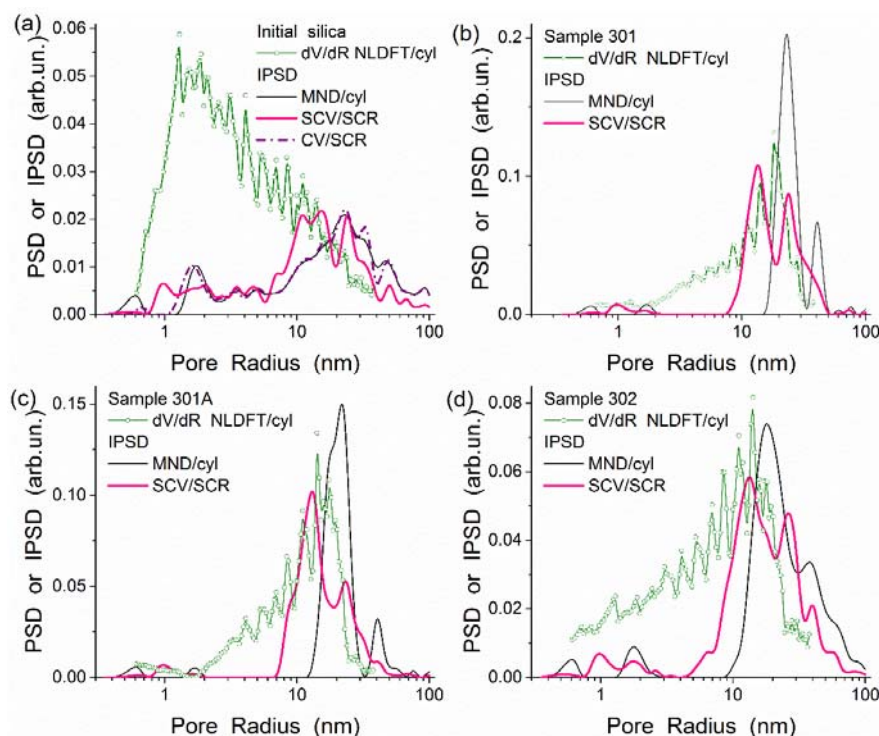 (a)
Initial silica
dV/dR NLDFT/cyl
IPSD
MND/cyl
SCV/SCR
CV/SCR
PSD or IPSD (arb.un.)
0.06
0.05
0.04
0.03
0.02
0.01
0.00
1 10 100
Pore Radius (nm)
(b)
Sample 301
dV/dR NLDFT/cyl
IPSD
MND/cyl
SCV/SCR
PSD or IPSD (arb.un.)
0.2
0.1
0.0
1 10 100
Pore Radius (nm)
(c)
Sample 301A
dV/dR NLDFT/cyl
IPSD
MND/cyl
SCV/SCR
PSD or IPSD (arb.un.)
0.15
0.10
0.05
0.00
1 10 100
Pore Radius (nm)
(d)
Sample 302
dV/dR NLDFT/cyl
IPSD
MND/cyl
SCV/SCR
PSD or IPSD (arb.un.)
0.08
0.06
0.04
0.02
0.00
1 10 100
Pore Radius (nm)